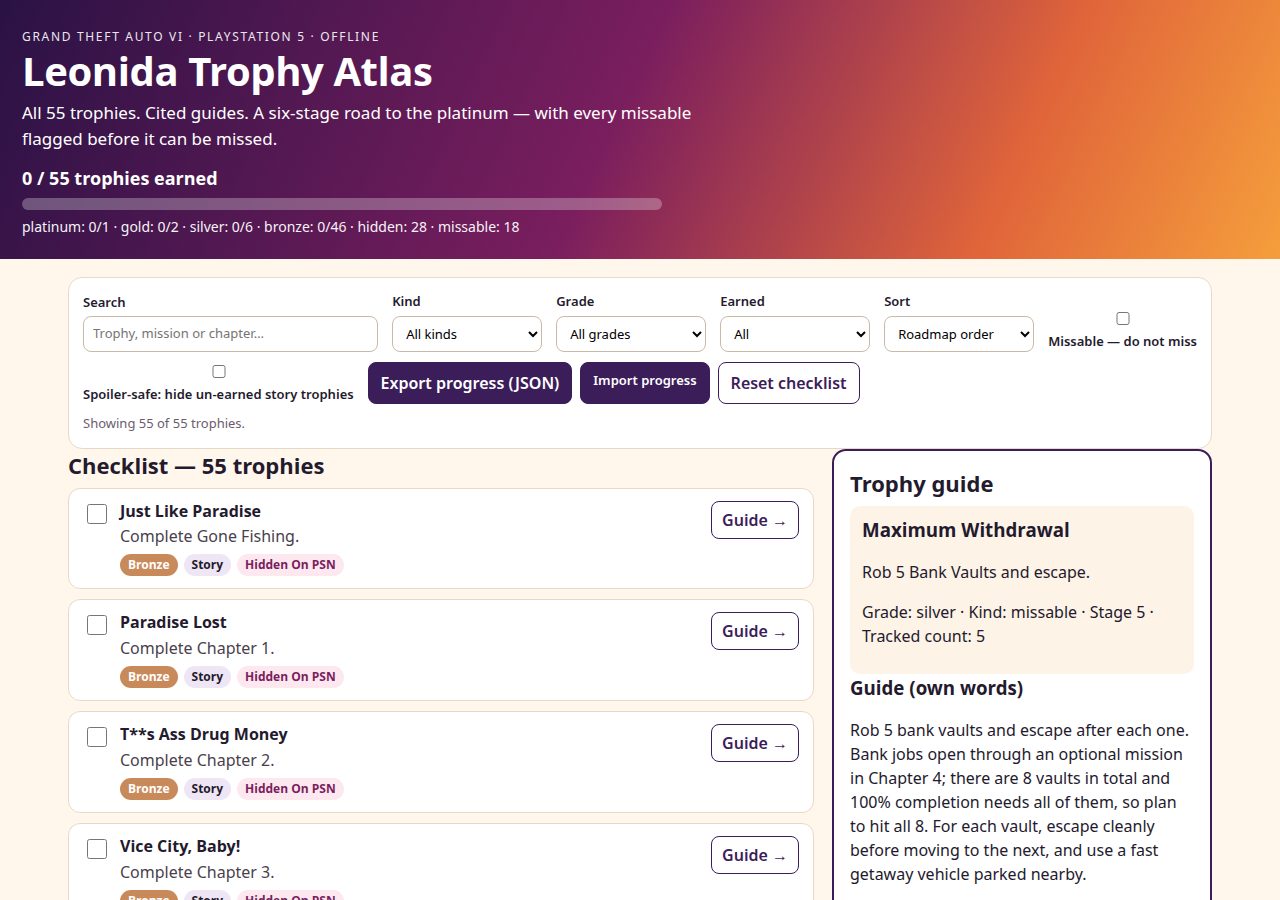 GRAND THEFT AUTO VI · PLAYSTATION 5 · OFFLINE
Leonida Trophy Atlas
All 55 trophies. Cited guides. A six-stage road to the platinum — with every missable
flagged before it can be missed.
0 / 55 trophies earned
platinum: 0/1 · gold: 0/2 · silver: 0/6 · bronze: 0/46 · hidden: 28 · missable: 18
Search
Kind
Grade
Earned
Sort
Trophy, mission or chapter...
All kinds
All grades
All
Roadmap order
Missable — do not miss
Spoiler-safe: hide un-earned story trophies
Export progress (JSON)
Import progress
Reset checklist
Showing 55 of 55 trophies.
Checklist — 55 trophies
Just Like Paradise
Complete Gone Fishing.
Bronze Story Hidden On PSN
Guide →
Paradise Lost
Complete Chapter 1.
Bronze Story Hidden On PSN
Guide →
T**s Ass Drug Money
Complete Chapter 2.
Bronze Story Hidden On PSN
Guide →
Vice City, Baby!
Complete Chapter 3.
Bronze Story Hidden On PSN
Guide →
Trophy guide
Maximum Withdrawal
Rob 5 Bank Vaults and escape.
Grade: silver · Kind: missable · Stage 5 ·
Tracked count: 5
Guide (own words)
Rob 5 bank vaults and escape after each one.
Bank jobs open through an optional mission
in Chapter 4; there are 8 vaults in total and
100% completion needs all of them, so plan
to hit all 8. For each vault, escape cleanly
before moving to the next, and use a fast
getaway vehicle parked nearby.